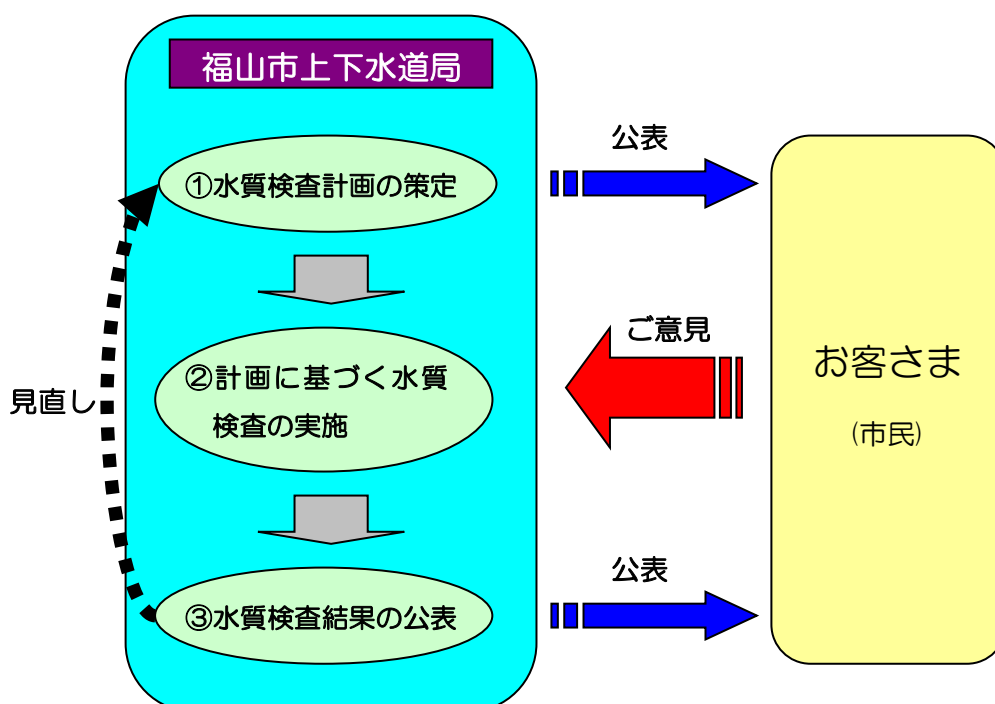 福山市上下水道局
①水質検査計画の策定
公表
②計画に基づく水質
検査の実施
ご意見
お客さま
(市民)
見直し
③水質検査結果の公表
公表